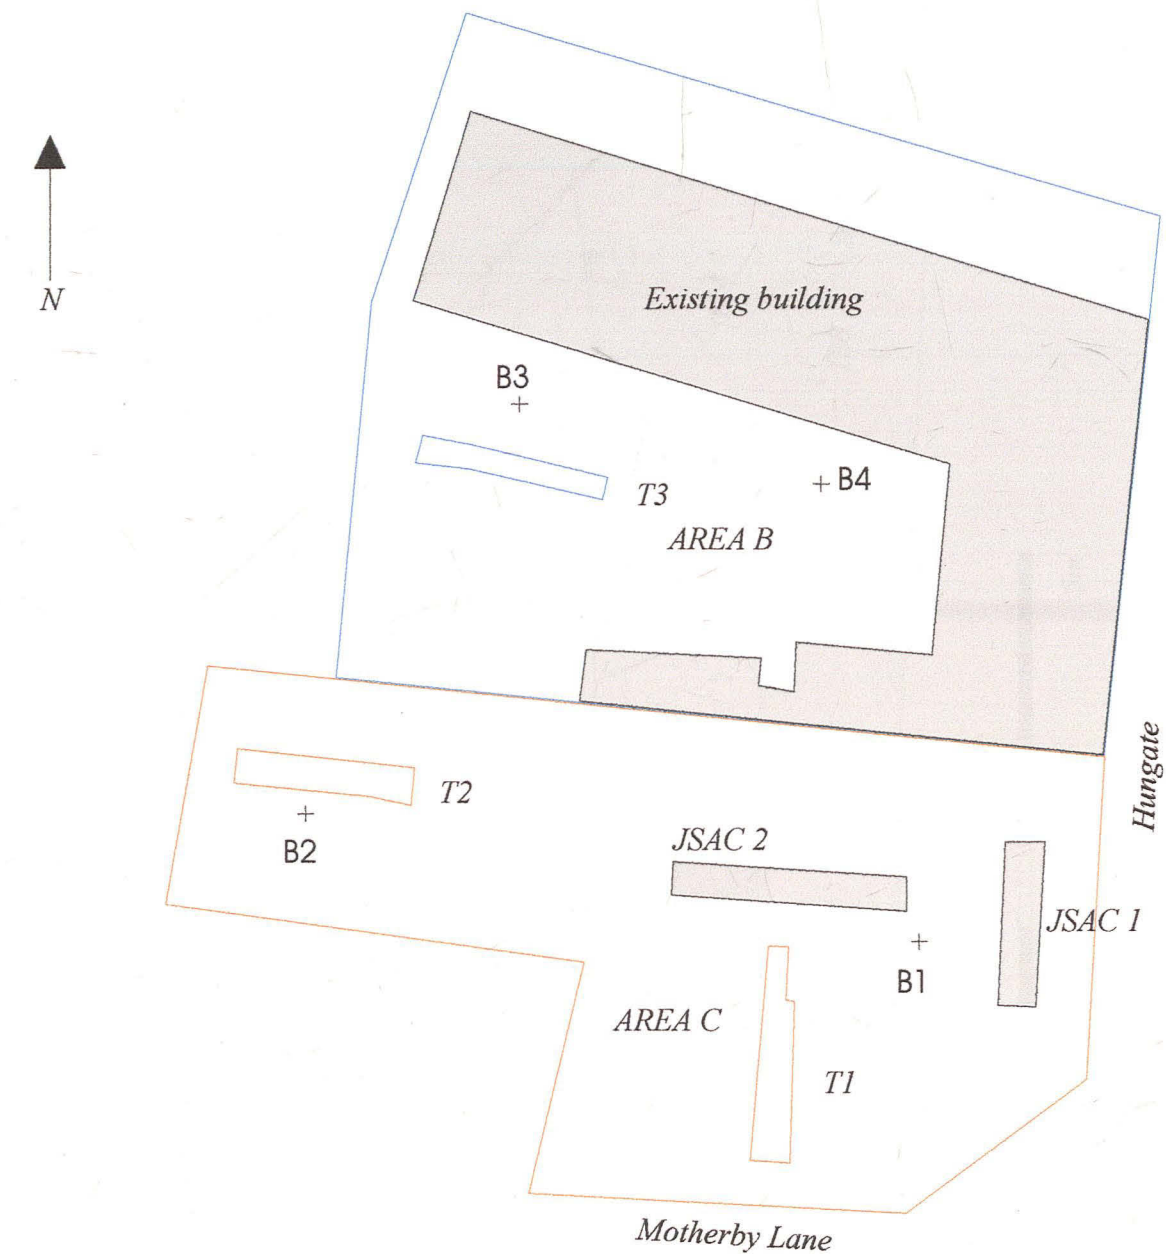 N
Existing building
B3
B4
T3
AREA B
Hungate
T2
B2
JSAC 2
JSAC 1
B1
AREA C
T1
Motherby Lane